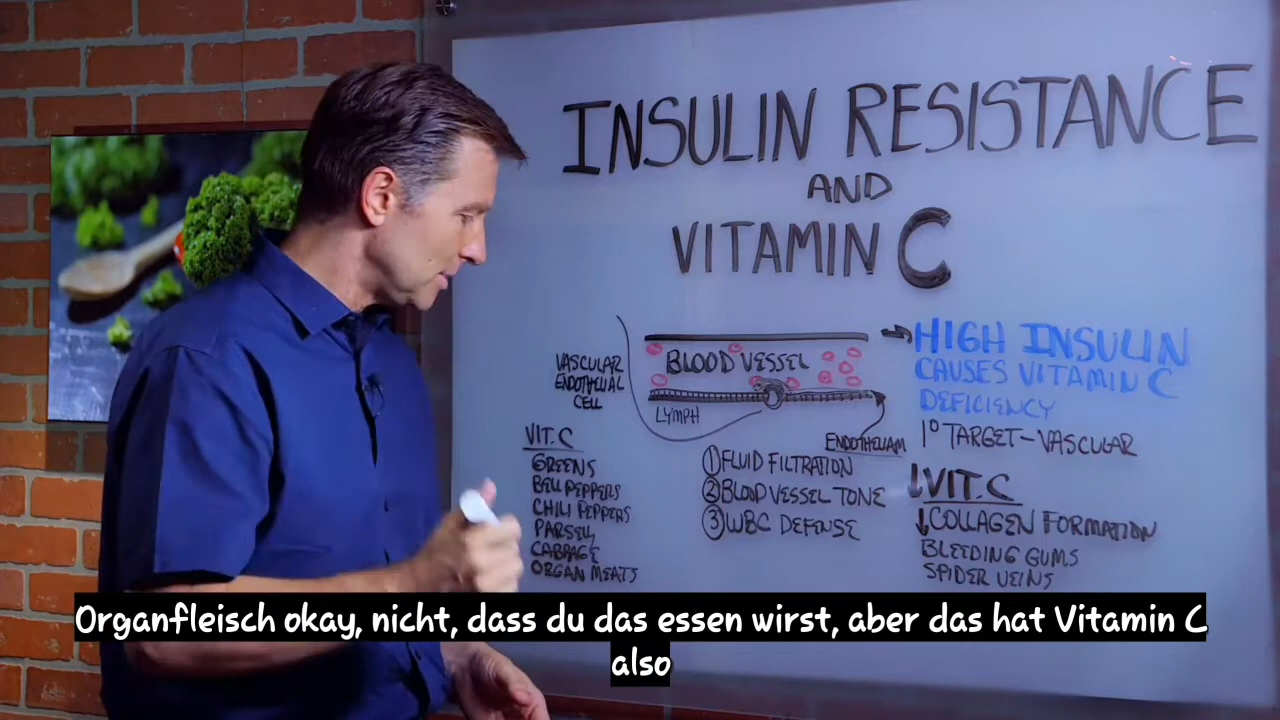 INSULIN RESISTANCE
AND
VITAMIN C
VASCULAR
ENDOTHELIAL
CELL
BLOOD VESSEL
LYMPH
ENDOTHELIAM
HIGH INSULIN
CAUSES VITAMIN C
DEFICIENCY
1° TARGET-VASCULAR
VIT. C
GREENS
BELL PEPPERS
CHILI PEPPERS
PARSELY
CABBAGE
ORGAN MEATS
① FLUID FILTRATION
② BLOOD VESSEL TONE
③ WBC DEFENSE
↓VIT. C
↓COLLAGEN FORMATION
BLEEDING GUMS
SPIDER VEINS
Organfleisch okay, nicht, dass du das essen wirst, aber das hat Vitamin C
also